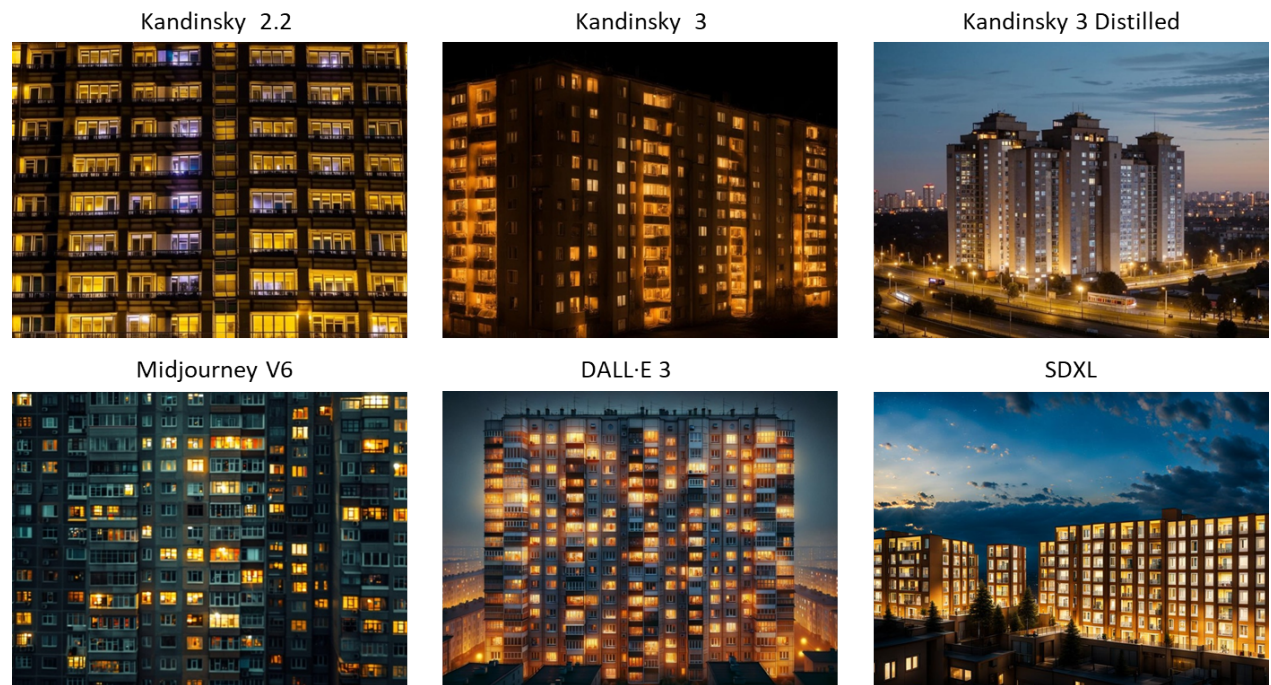 Kandinsky 2.2
Kandinsky 3
Kandinsky 3 Distilled
Midjourney V6
DALL·E 3
SDXL